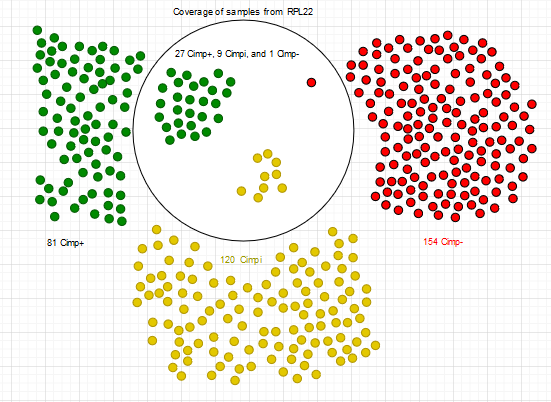 Coverage of samples from RPL22
27 Cimp+, 9 Cimpi, and 1 CImp-
81 Cimp+
120 Cimpi
154 Cimp-